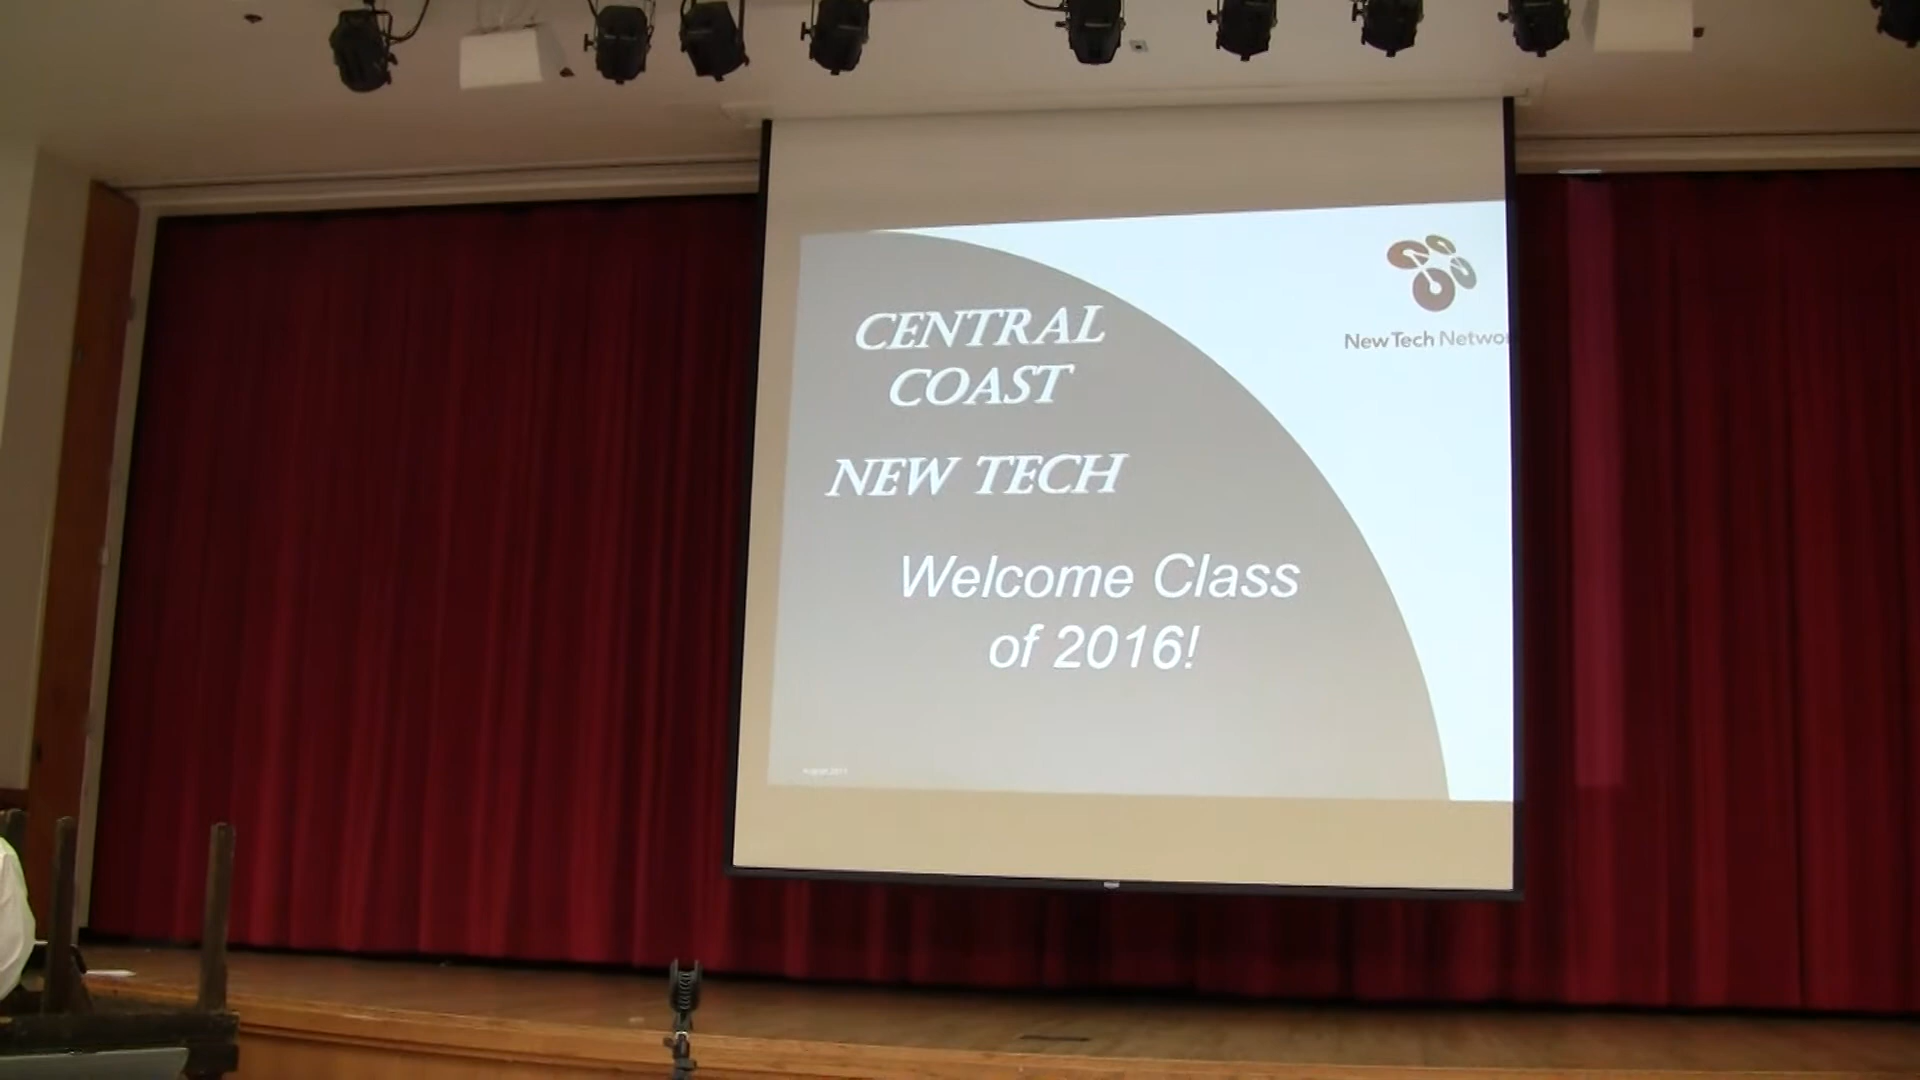 CENTRAL
COAST
NEW TECH
Welcome Class
of 2016!
New Tech Networ